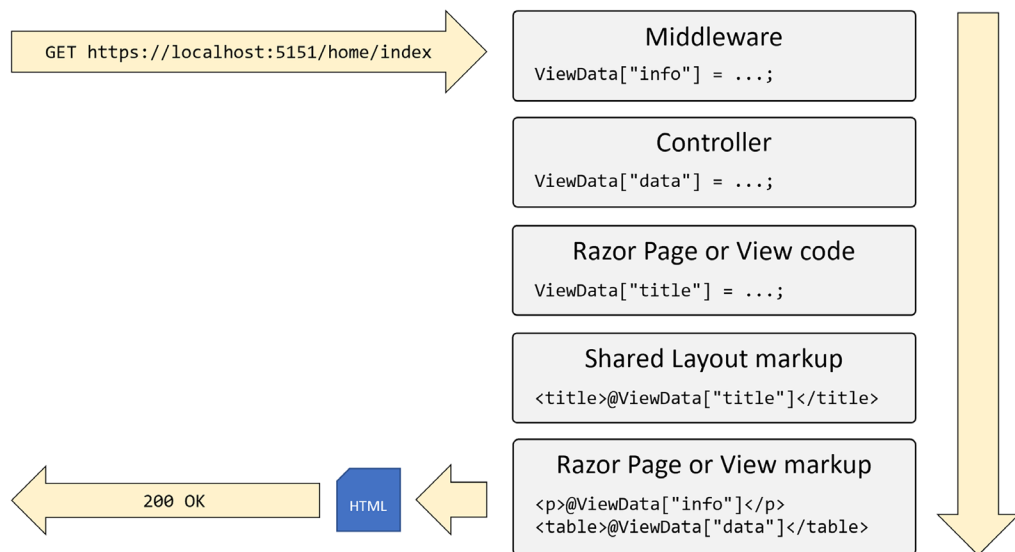 GET https://localhost:5151/home/index
Middleware
ViewData["info"] = ...;
Controller
ViewData["data"] = ...;
Razor Page or View code
ViewData["title"] = ...;
Shared Layout markup
<title>@ViewData["title"]</title>
Razor Page or View markup
<p>@ViewData["info"]</p>
<table>@ViewData["data"]</table>
HTML
200 OK